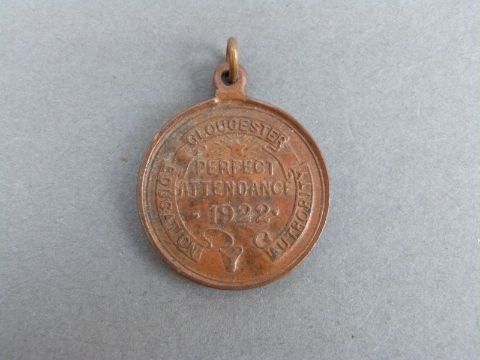 GLOUCESTER
EDUCATION
AUTHORITY
PERFECT
ATTENDANCE
· 1922 ·